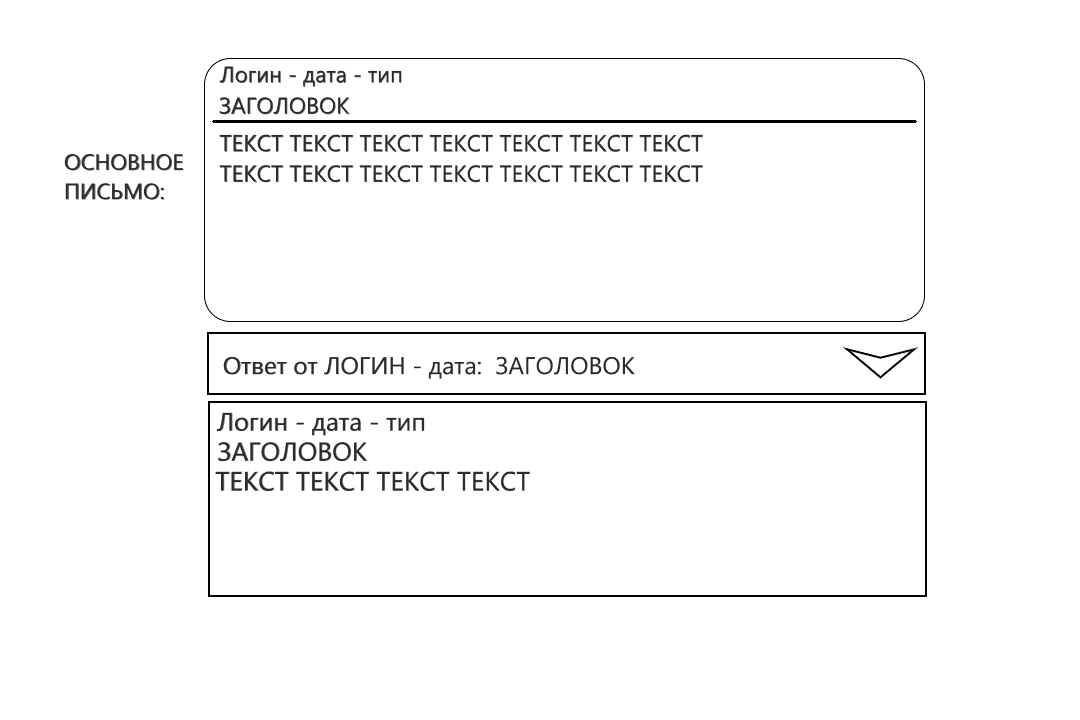 Логин - дата - тип
ЗАГОЛОВОК
ТЕКСТ ТЕКСТ ТЕКСТ ТЕКСТ ТЕКСТ ТЕКСТ ТЕКСТ
ТЕКСТ ТЕКСТ ТЕКСТ ТЕКСТ ТЕКСТ ТЕКСТ ТЕКСТ
ОСНОВНОЕ
ПИСЬМО:
Ответ от ЛОГИН - дата: ЗАГОЛОВОК
Логин - дата - тип
ЗАГОЛОВОК
ТЕКСТ ТЕКСТ ТЕКСТ ТЕКСТ